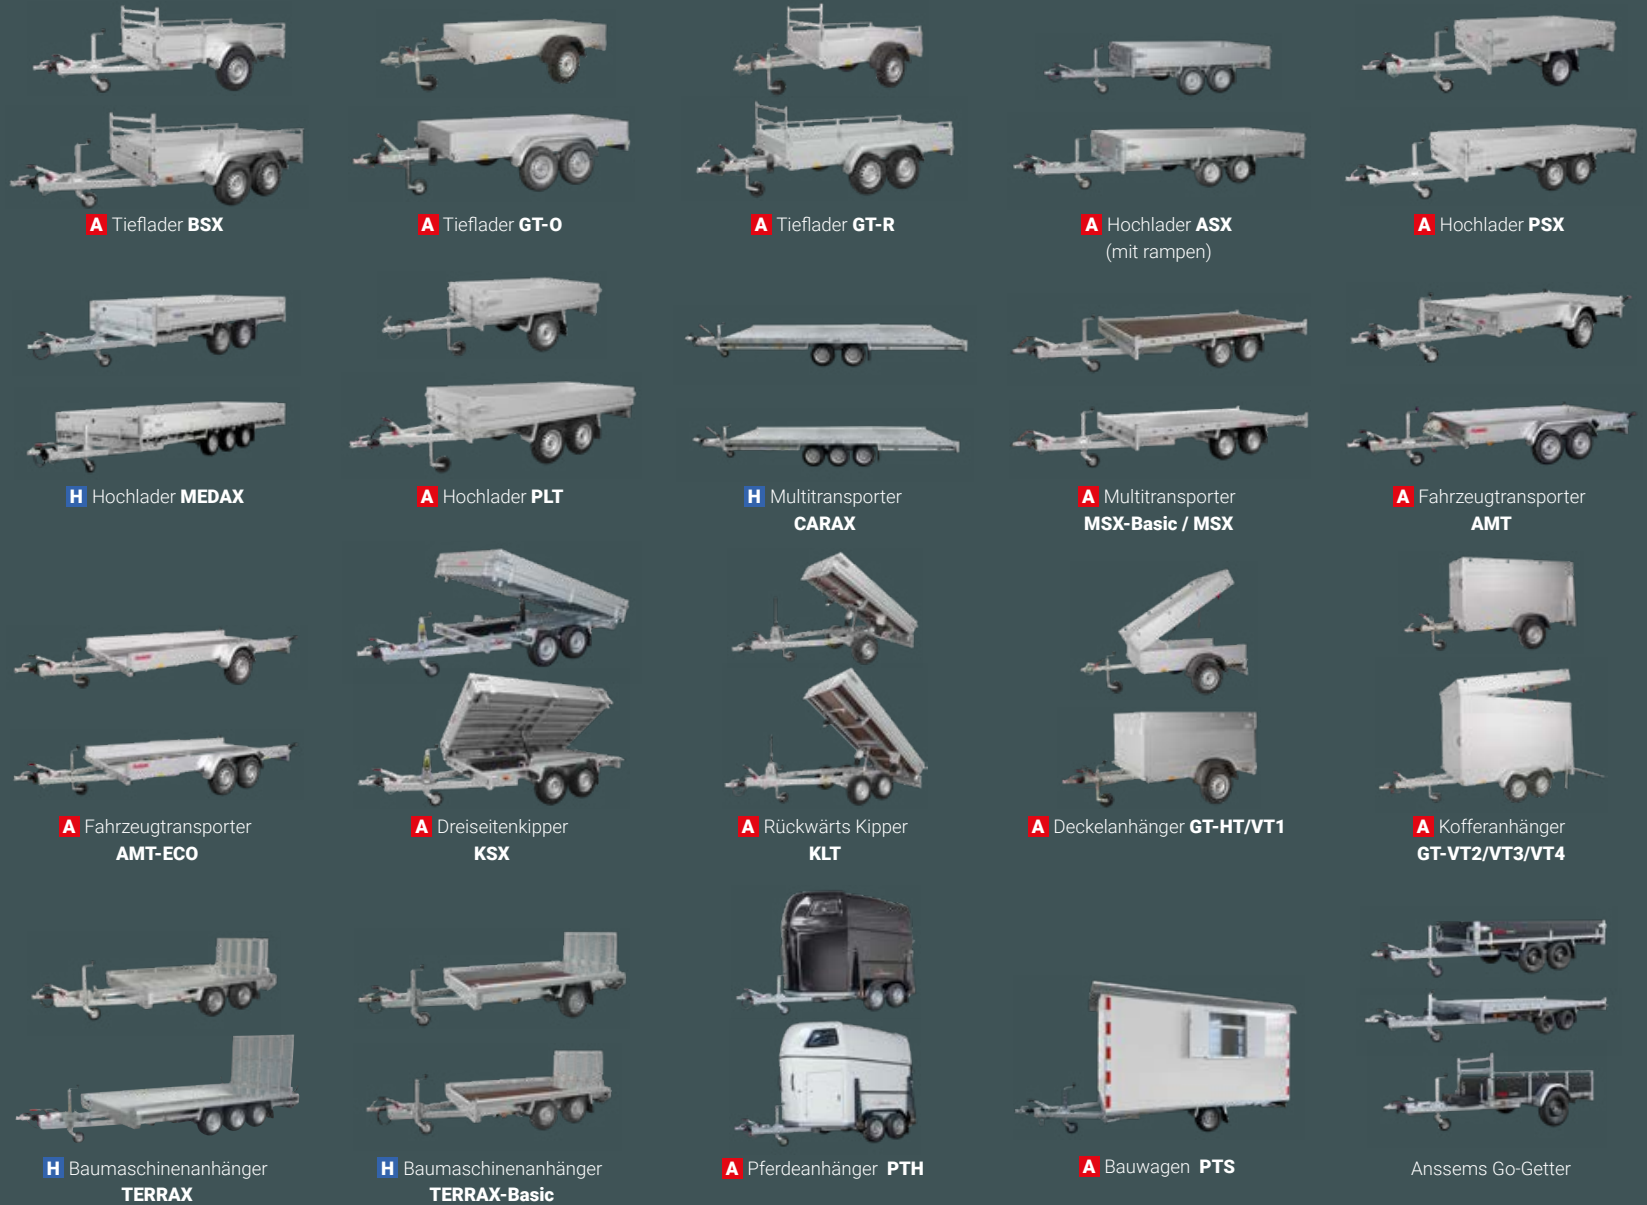 A Tieflader BSX
A Tieflader GT-O
A Tieflader GT-R
A Hochlader ASX
(mit rampen)
A Hochlader PSX
H Hochlader MEDAX
A Hochlader PLT
H Multitransporter
CARAX
A Multitransporter
MSX-Basic / MSX
A Fahrzeugtransporter
AMT
A Fahrzeugtransporter
AMT-ECO
A Dreiseitenkipper
KSX
A Rückwärts Kipper
KLT
A Deckelanhänger GT-HT/VT1
A Kofferanhänger
GT-VT2/VT3/VT4
H Baumaschinenanhänger
TERRAX
H Baumaschinenanhänger
TERRAX-Basic
A Pferdeanhänger PTH
A Bauwagen PTS
Anssems Go-Getter